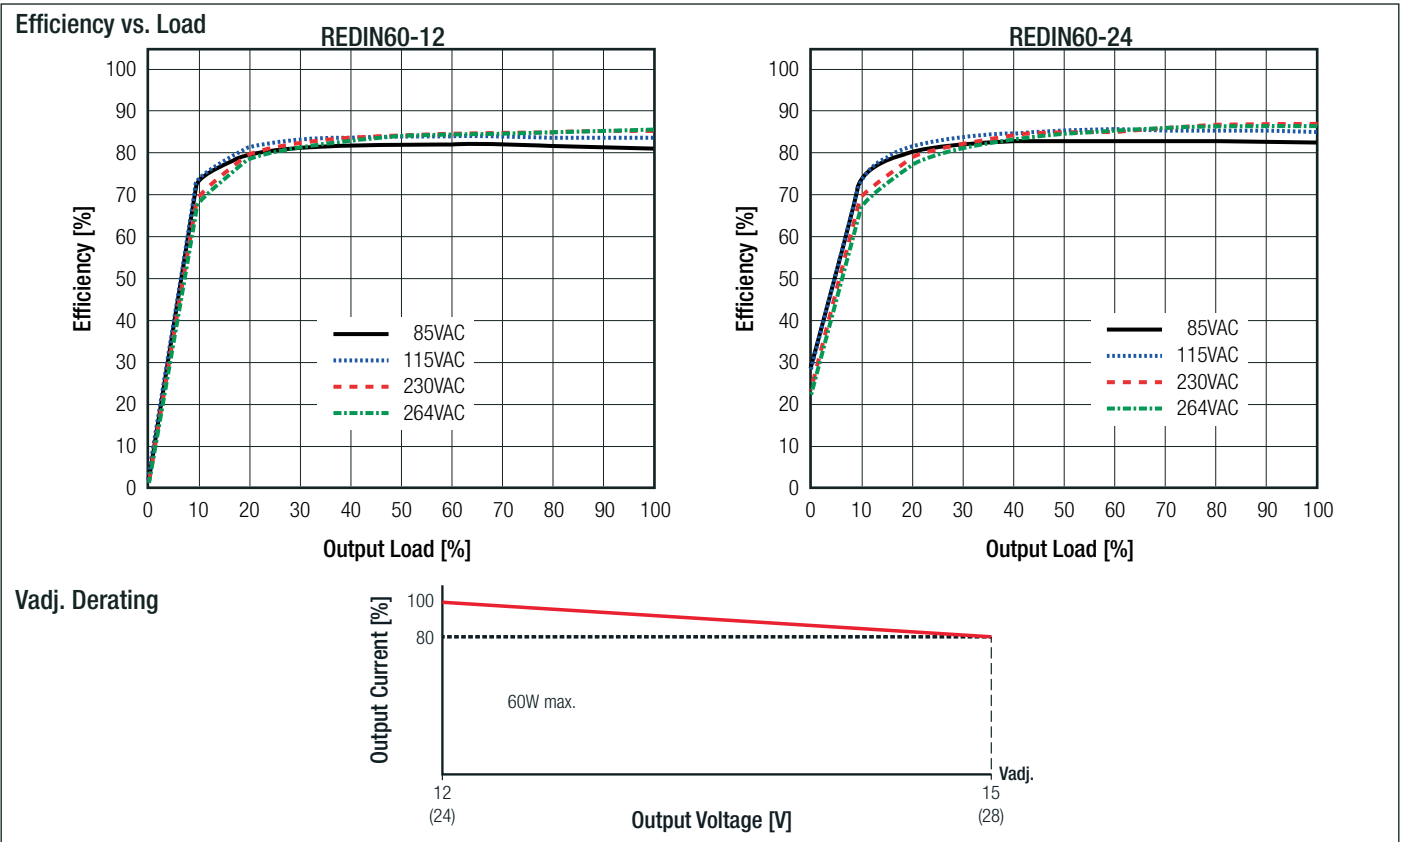 Efficiency vs. Load
REDIN60-12
100
90
80
70
60
50
40
30
20
10
0
Efficiency [%]
85VAC
115VAC
230VAC
264VAC
0 10 20 30 40 50 60 70 80 90 100
Output Load [%]
REDIN60-24
100
90
80
70
60
50
40
30
20
10
0
Efficiency [%]
85VAC
115VAC
230VAC
264VAC
0 10 20 30 40 50 60 70 80 90 100
Output Load [%]
Vadj. Derating
Output Current [%]
100
80
60W max.
Vadj.
12 15
(24) (28)
Output Voltage [V]